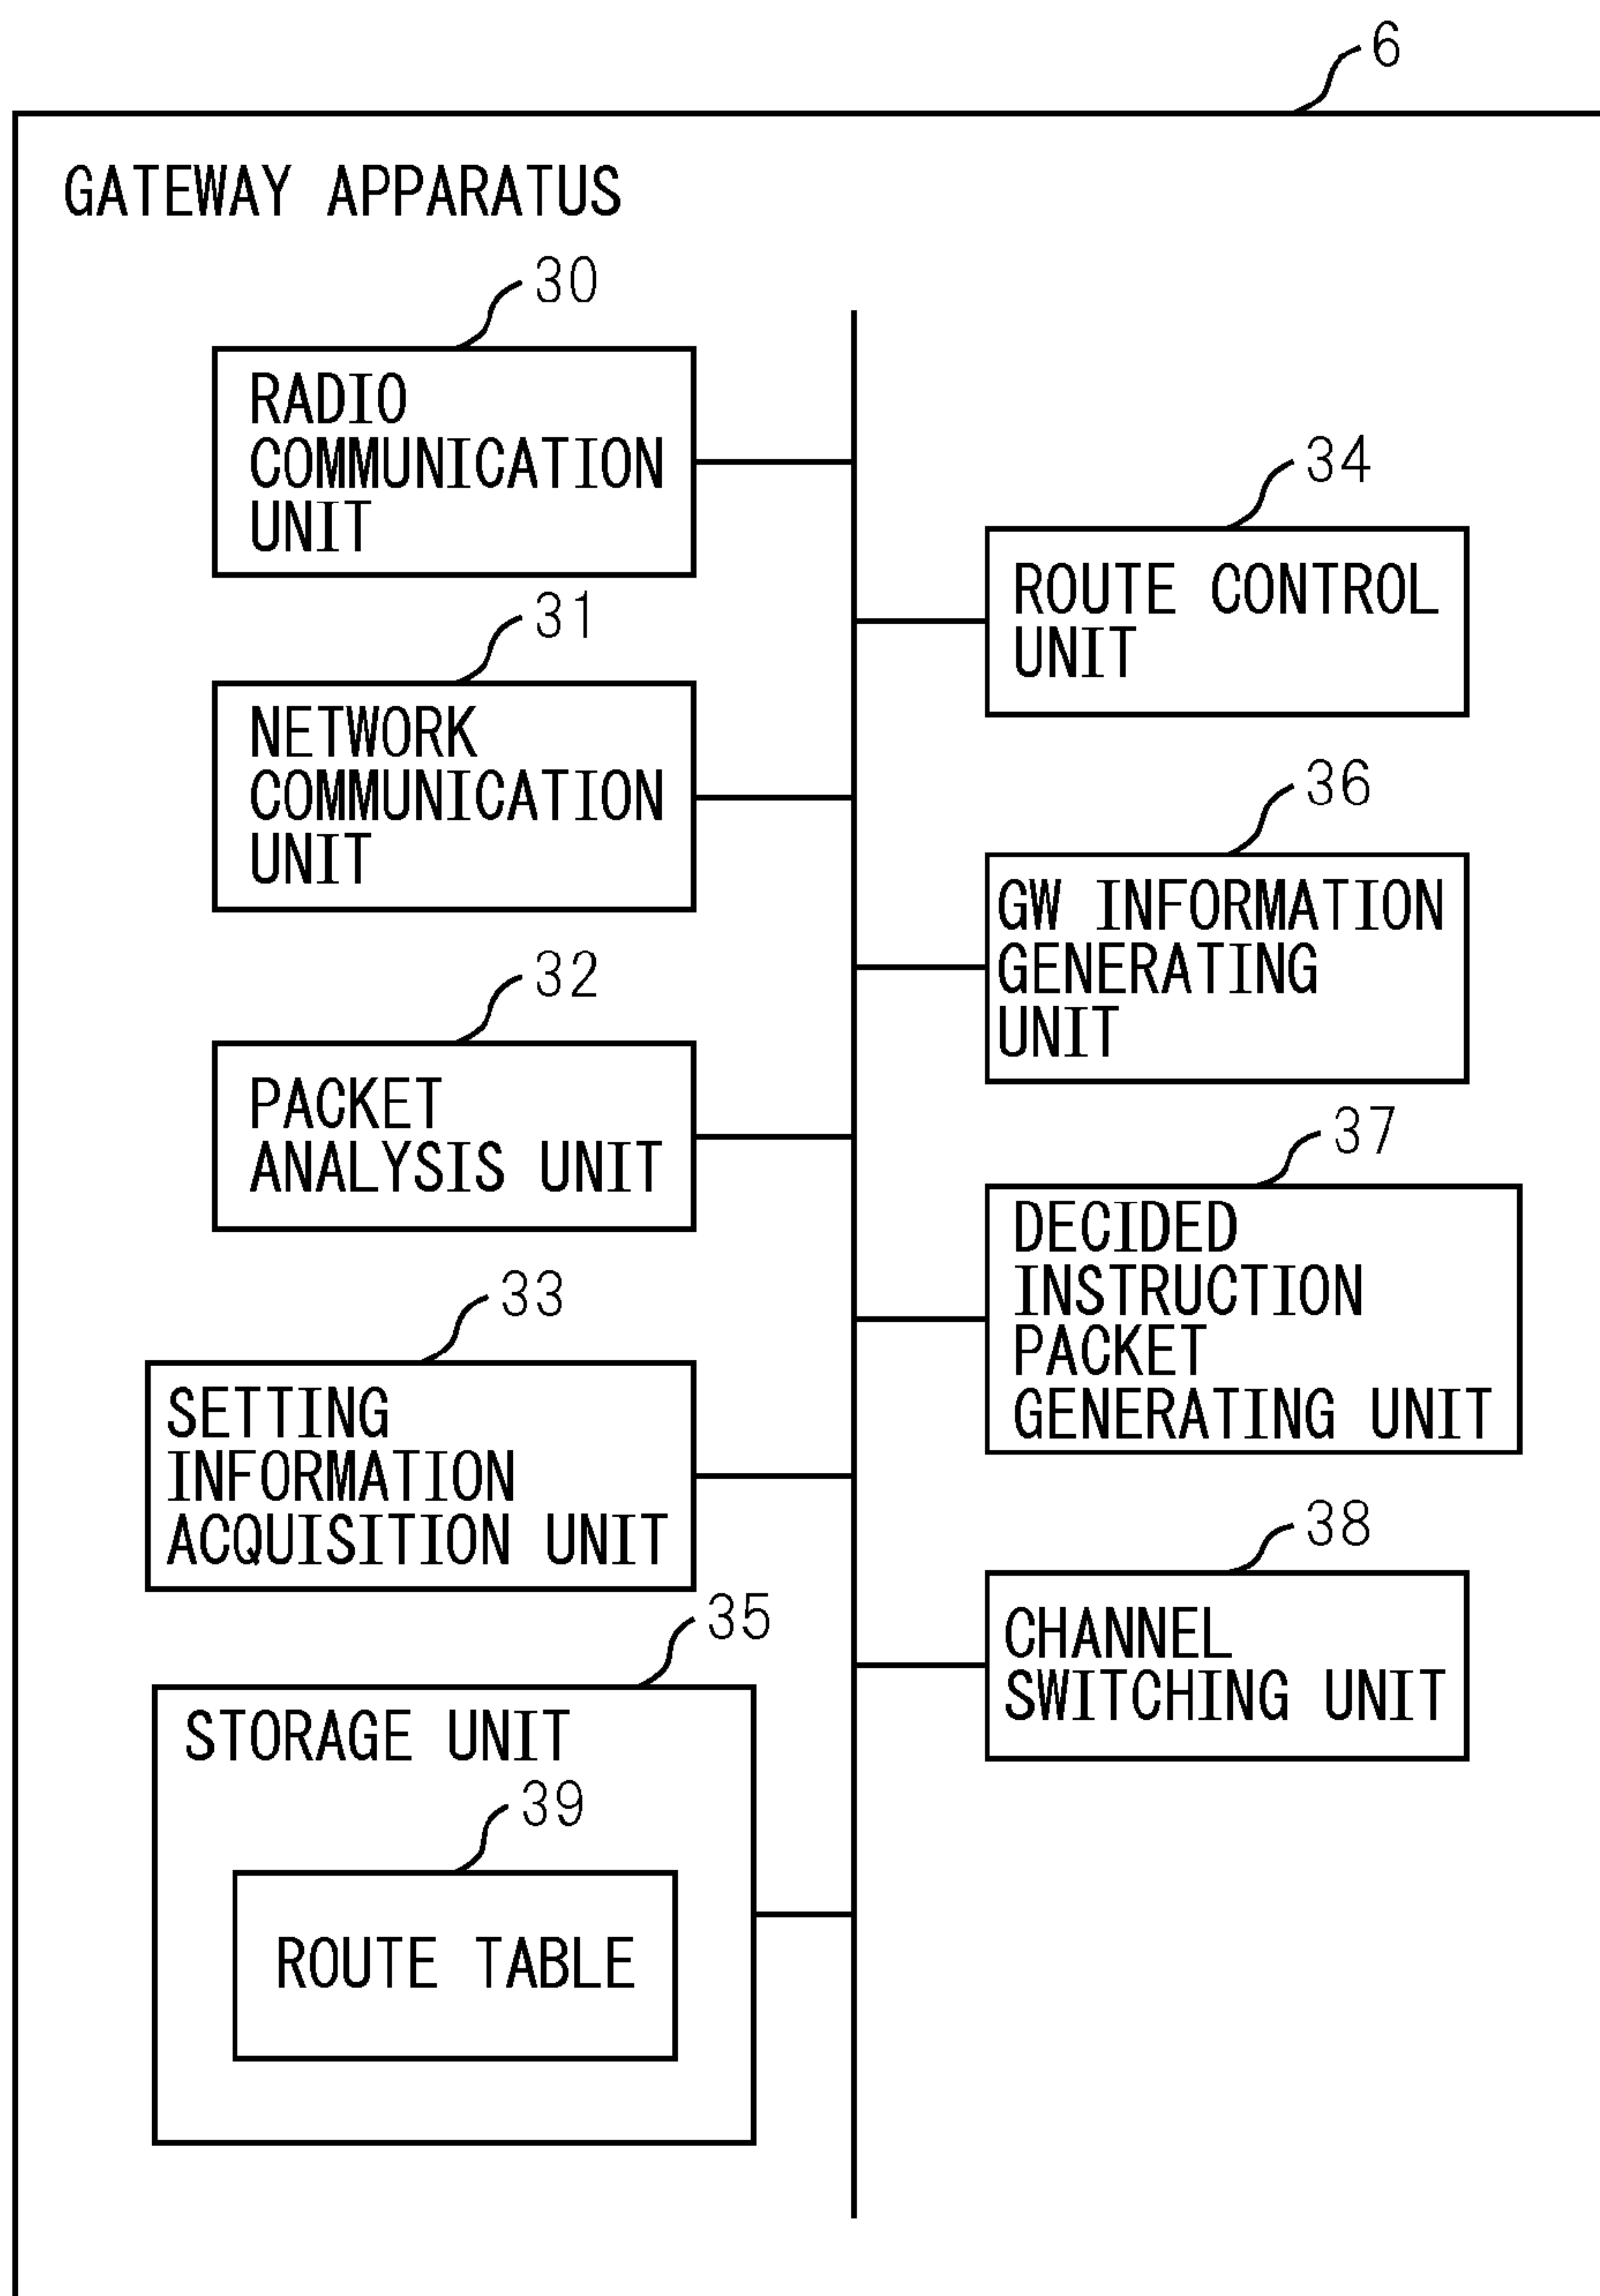 6
GATEWAY APPARATUS
30
RADIO
COMMUNICATION
UNIT
31
NETWORK
COMMUNICATION
UNIT
32
PACKET
ANALYSIS UNIT
33
SETTING
INFORMATION
ACQUISITION UNIT
35
STORAGE UNIT
39
ROUTE TABLE
34
ROUTE CONTROL
UNIT
36
GW INFORMATION
GENERATING
UNIT
37
DECIDED
INSTRUCTION
PACKET
GENERATING UNIT
38
CHANNEL
SWITCHING UNIT